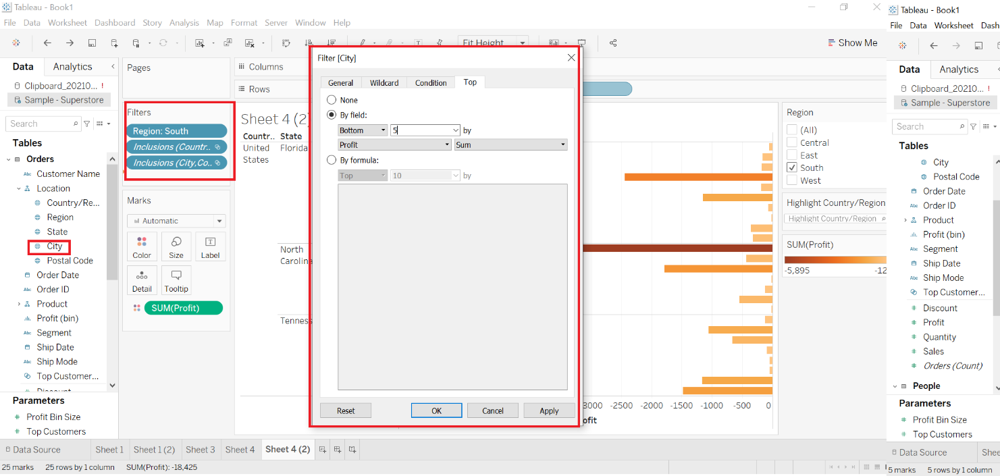 Tableau - Book1
File Data Worksheet Dashboard Story Analysis Map Format Server Window Help
Fit Height
Show Me
Data Analytics
Clipboard_20210... !
Sample - Superstore
Search
Tables
Orders
Abc Customer Name
Location
Country/Re...
Region
State
City
Postal Code
Order Date
Abc Order ID
Product
Profit (bin)
Abc Segment
Ship Date
Abc Ship Mode
Top Customer...
Discount
Parameters
Profit Bin Size
Top Customers
Pages
Filters
Region: South
Inclusions (Countr..
Inclusions (City,Co..
Marks
Automatic
Color Size Label
Detail Tooltip
SUM(Profit)
Columns
Rows
Sheet 4 (2)
Countr.. State
United States
Florida
North Carolina
Tenness
Filter [City]
General Wildcard Condition Top
None
By field:
Bottom 5 by
Profit Sum
By formula:
Top 10 by
Reset OK Cancel Apply
3000 -2500 -2000 -1500 -1000 -500 0
ofit
Region
(All)
Central
East
South
West
Highlight Country/Region
Highlight Country/Region
SUM(Profit)
-5,895 -12
Data Source Sheet 1 Sheet 1 (2) Sheet 3 Sheet 4 Sheet 4 (2)
25 marks 25 rows by 1 column SUM(Profit): -18,425
Tableau - Book1
File Data Worksheet Dash
Data Analytics
Clipboard_20210... !
Sample - Superstore
Search
Tables
City
Postal Code
Order Date
Abc Order ID
Product
Profit (bin)
Abc Segment
Ship Date
Abc Ship Mode
Top Customer...
Discount
Profit
Quantity
Sales
Orders (Count)
People
Parameters
Profit Bin Size
Top Customers
Data Source Shee
5 marks 5 rows by 1 column